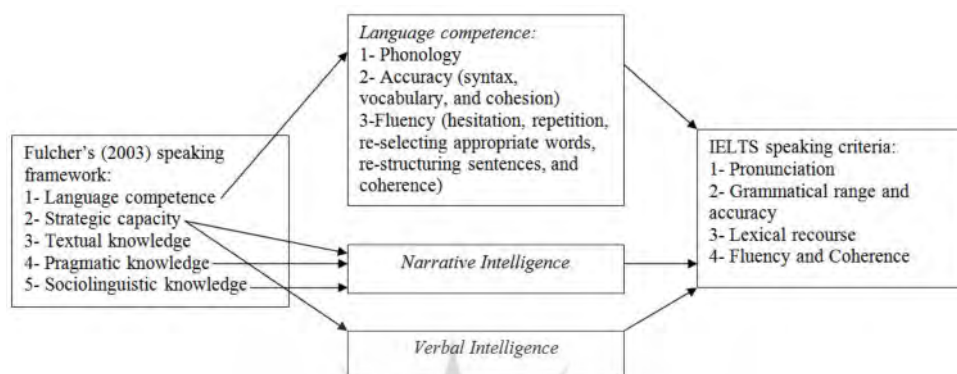 Language competence:
1- Phonology
2- Accuracy (syntax,
vocabulary, and cohesion)
3-Fluency (hesitation, repetition,
re-selecting appropriate words,
re-structuring sentences, and
coherence)
Fulcher's (2003) speaking
framework:
1- Language competence
2- Strategic capacity
3- Textual knowledge
4- Pragmatic knowledge
5- Sociolinguistic knowledge
Narrative Intelligence
Verbal Intelligence
IELTS speaking criteria:
1- Pronunciation
2- Grammatical range and
accuracy
3- Lexical recourse
4- Fluency and Coherence